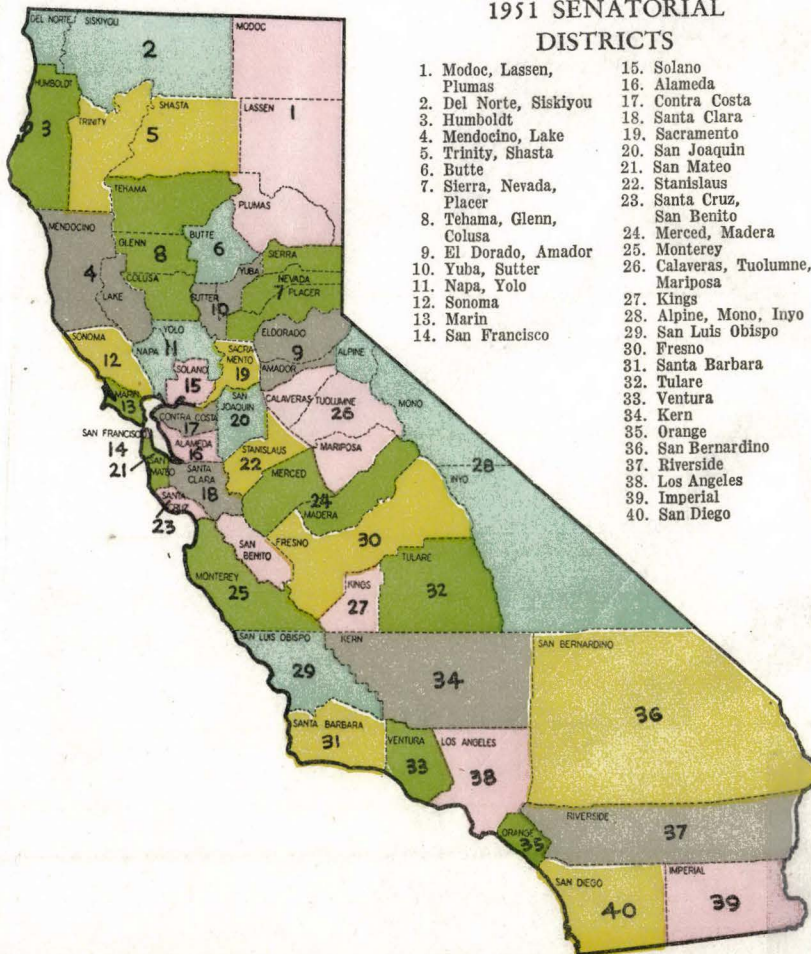 1951 SENATORIAL
DISTRICTS
1. Modoc, Lassen,
Plumas
2. Del Norte, Siskiyou
3. Humboldt
4. Mendocino, Lake
5. Trinity, Shasta
6. Butte
7. Sierra, Nevada,
Placer
8. Tehama, Glenn,
Colusa
9. El Dorado, Amador
10. Yuba, Sutter
11. Napa, Yolo
12. Sonoma
13. Marin
14. San Francisco
15. Solano
16. Alameda
17. Contra Costa
18. Santa Clara
19. Sacramento
20. San Joaquin
21. San Mateo
22. Stanislaus
23. Santa Cruz,
San Benito
24. Merced, Madera
25. Monterey
26. Calaveras, Tuolumne,
Mariposa
27. Kings
28. Alpine, Mono, Inyo
29. San Luis Obispo
30. Fresno
31. Santa Barbara
32. Tulare
33. Ventura
34. Kern
35. Orange
36. San Bernardino
37. Riverside
38. Los Angeles
39. Imperial
40. San Diego
DEL NORTE
SISKIYOU
2
MODOC
HUMBOLDT
3
TRINITY
5
SHASTA
LASSEN
1
TEHAMA
PLUMAS
MENDOCINO
4
GLENN
8
BUTTE
6
SIERRA
COLUSA
YUBA
NEVADA
LAKE
SUTTER
10
7
PLACER
SONOMA
12
YOLO
NAPA
11
ELDORADO
9
ALPINE
SACRA
MENTO
19
SOLANO
15
AMADOR
MARIN
13
SAN
JOAQUIN
20
CALAVERAS
TUOLUMNE
26
MONO
CONTRA COSTA
17
SAN FRANCISCO
14
ALAMEDA
16
STANISLAUS
22
MARIPOSA
21
SAN
MATEO
SANTA
CLARA
18
MERCED
28
INYO
SANTA
CRUZ
23
24
MADERA
SAN
BENITO
FRESNO
30
MONTEREY
25
KINGS
27
TULARE
32
SAN LUIS OBISPO
29
KERN
34
SAN BERNARDINO
36
SANTA BARBARA
31
VENTURA
33
LOS ANGELES
38
ORANGE
35
RIVERSIDE
37
SAN DIEGO
40
IMPERIAL
39